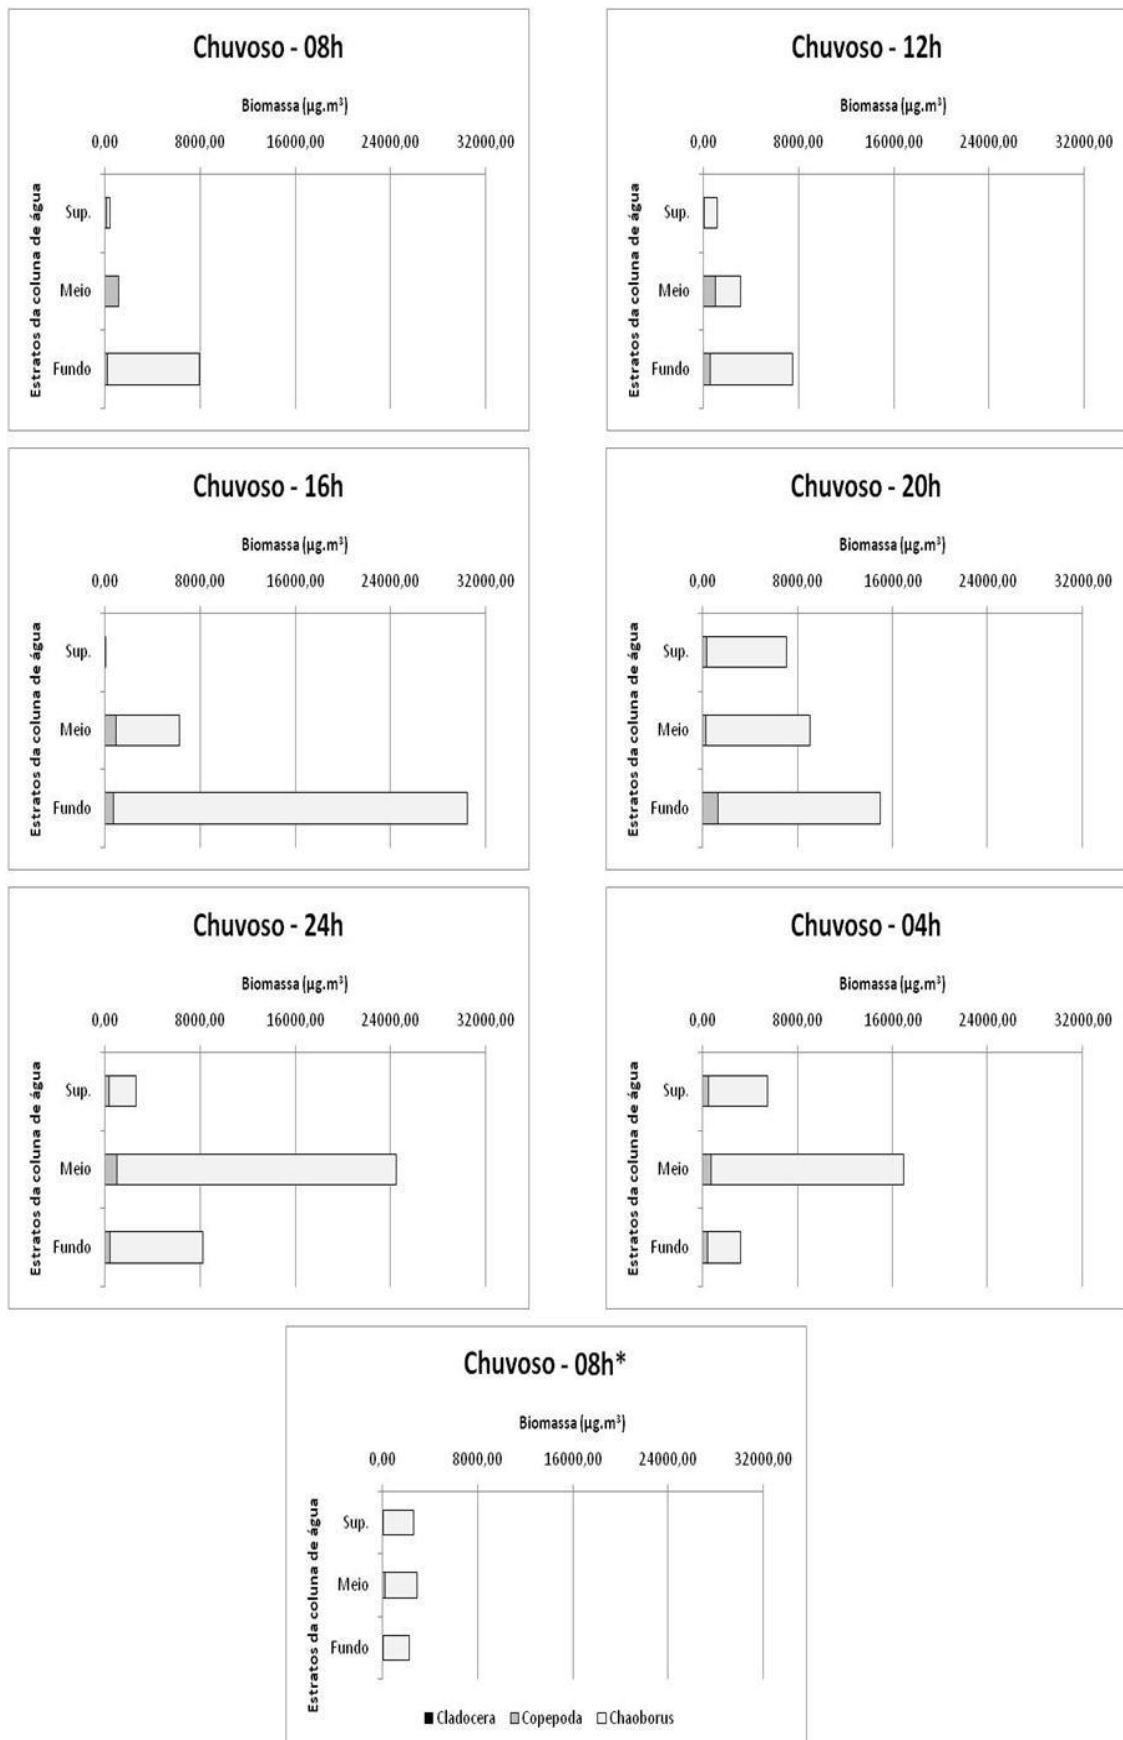 Chuvoso - 08h
Biomassa (µg.m³)
0,00 8000,00 16000,00 24000,00 32000,00
Estratos da coluna de água
Sup.
Meio
Fundo
Chuvoso - 12h
Biomassa (µg.m³)
0,00 8000,00 16000,00 24000,00 32000,00
Estratos da coluna de água
Sup.
Meio
Fundo
Chuvoso - 16h
Biomassa (µg.m³)
0,00 8000,00 16000,00 24000,00 32000,00
Estratos da coluna de água
Sup.
Meio
Fundo
Chuvoso - 20h
Biomassa (µg.m³)
0,00 8000,00 16000,00 24000,00 32000,00
Estratos da coluna de água
Sup.
Meio
Fundo
Chuvoso - 24h
Biomassa (µg.m³)
0,00 8000,00 16000,00 24000,00 32000,00
Estratos da coluna de água
Sup.
Meio
Fundo
Chuvoso - 04h
Biomassa (µg.m³)
0,00 8000,00 16000,00 24000,00 32000,00
Estratos da coluna de água
Sup.
Meio
Fundo
Chuvoso - 08h*
Biomassa (µg.m³)
0,00 8000,00 16000,00 24000,00 32000,00
Estratos da coluna de água
Sup.
Meio
Fundo
Cladocera Copepoda Chaoborus